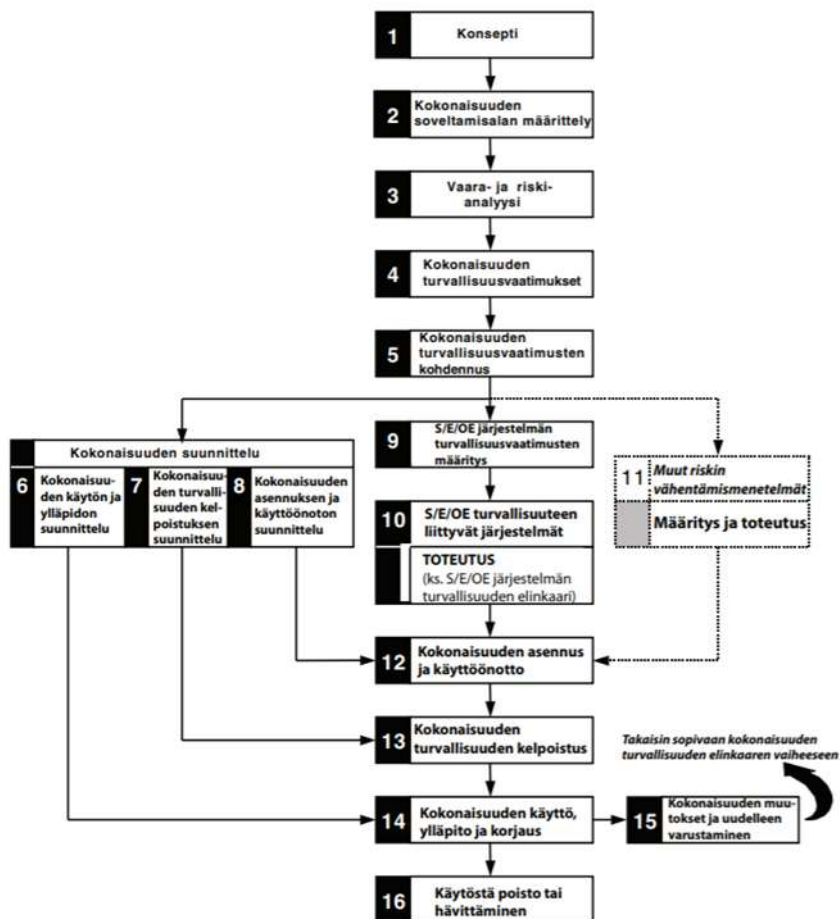 1 Konsepti
2 Kokonaisuuden
soveltamisalan määrittely
3 Vaara- ja riski-
analyysi
4 Kokonaisuuden
turvallisuusvaatimukset
5 Kokonaisuuden
turvallisuusvaatimusten
kohdennus
Kokonaisuuden suunnittelu
6 Kokonaisuu-
den käytön ja
ylläpidon
suunnittelu
7 Kokonaisuu-
den turvalli-
suuden kel-
poistuksen
suunnittelu
8 Kokonaisuuden
asennuksen ja
käyttöönoton
suunnittelu
9 S/E/OE järjestelmän
turvallisuusvaatimusten
määritys
10 S/E/OE turvallisuuteen
liittyvät järjestelmät
TOTEUTUS
(ks. S/E/OE järjestelmän
turvallisuuden elinkaari)
11 Muut riskin
vähentämismenetelmät
Määritys ja toteutus
12 Kokonaisuuden asennus
ja käyttöönotto
13 Kokonaisuuden
turvallisuuden kelpoistus
Takaisin sopivaan kokonaisuuden
turvallisuuden elinkaaren vaiheeseen
14 Kokonaisuuden käyttö,
ylläpito ja korjaus
15 Kokonaisuuden muu-
tokset ja uudelleen
varustaminen
16 Käytöstä poisto tai
hävittäminen